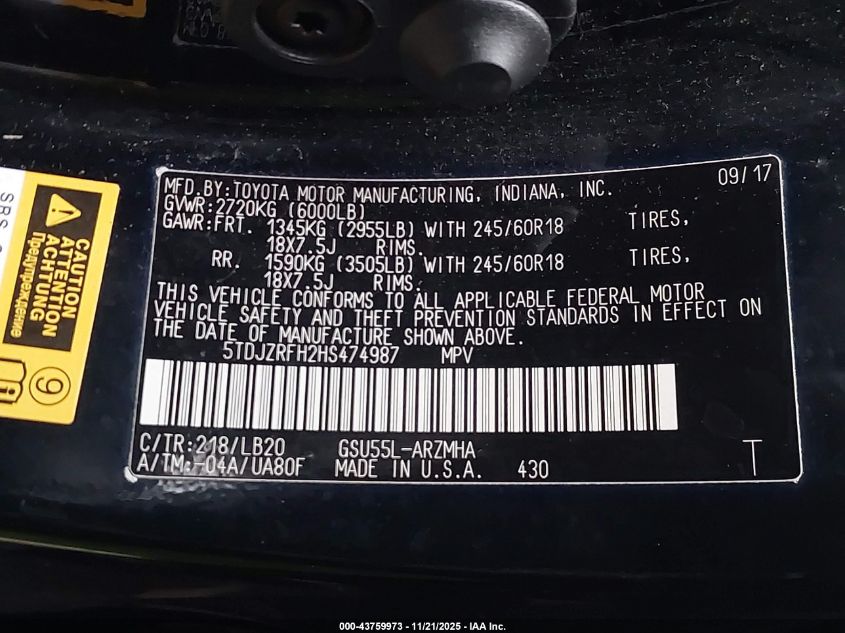 MFD.BY:TOYOTA MOTOR MANUFACTURING, INDIANA, INC. 09/17
GVWR:2720KG (6000LB)
GAWR:FRT. 1345KG (2955LB) WITH 245/60R18 TIRES,
18X7.5J RIMS.
RR. 1590KG (3505LB) WITH 245/60R18 TIRES,
18X7.5J RIMS.
THIS VEHICLE CONFORMS TO ALL APPLICABLE FEDERAL MOTOR
VEHICLE SAFETY AND THEFT PREVENTION STANDARDS IN EFFECT ON
THE DATE OF MANUFACTURE SHOWN ABOVE.
5TDJZRFH2HS474987 MPV
C/TR:218/LB20 GSU55L-ARZMHA
A/TM:-04A/UA80F MADE IN U.S.A. 430 T
CAUTION
ATTENTION
ACHTUNG
Предупреждение
9
SRS
000-43759973 - 11/21/2025 - IAA Inc.